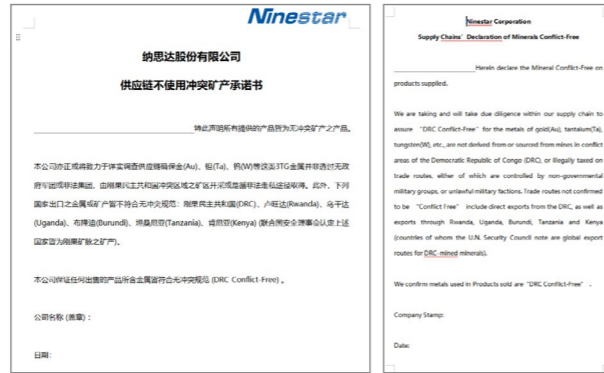 Ninestar
纳思达股份有限公司
供应链不使用冲突矿产承诺书
特此声明所有提供的产品皆为无冲突矿产之产品。
本公司亦正或将致力于详实调查供应链确保金(Au)、钽(Ta)、钨(W)等这类3TG金属并非透过无政
府军团或非法集团,由刚果民主共和国冲突区域之矿区开采或是循非法走私途径取得。此外,下列
国家出口之金属或矿产皆不符合无冲突规范:刚果民主共和国(DRC)、卢旺达(Rwanda)、乌干达
(Uganda)、布隆迪(Burundi)、坦桑尼亚(Tanzania)、肯尼亚(Kenya) (联合国安全理事会认定上述
国家皆为刚果矿脉之矿产)。
本公司保证任何出售的产品所含金属皆符合无冲突规范 (DRC Conflict-Free) 。
公司名称 (盖章) :
日期:
Ninestar Corporation
Supply Chains' Declaration of Minerals Conflict-Free
Herein declare the Mineral Conflict-Free on
products supplied.
We are taking and will take due diligence within our supply chain to
assure "DRC Conflict-Free" for the metals of gold(Au), tantalum(Ta),
tungsten(W), etc., are not derived from or sourced from mines in conflict
areas of the Democratic Republic of Congo (DRC), or illegally taxed on
trade routes, either of which are controlled by non-governmental
military groups, or unlawful military factions. Trade routes not confirmed
to be "Conflict Free" include direct exports from the DRC, as well as
exports through Rwanda, Uganda, Burundi, Tanzania and Kenya
(countries of whom the U.N. Security Council note are global export
routes for DRC-mined minerals).
We confirm metals used in Products sold are "DRC Conflict-Free" .
Company Stamp:
Date: